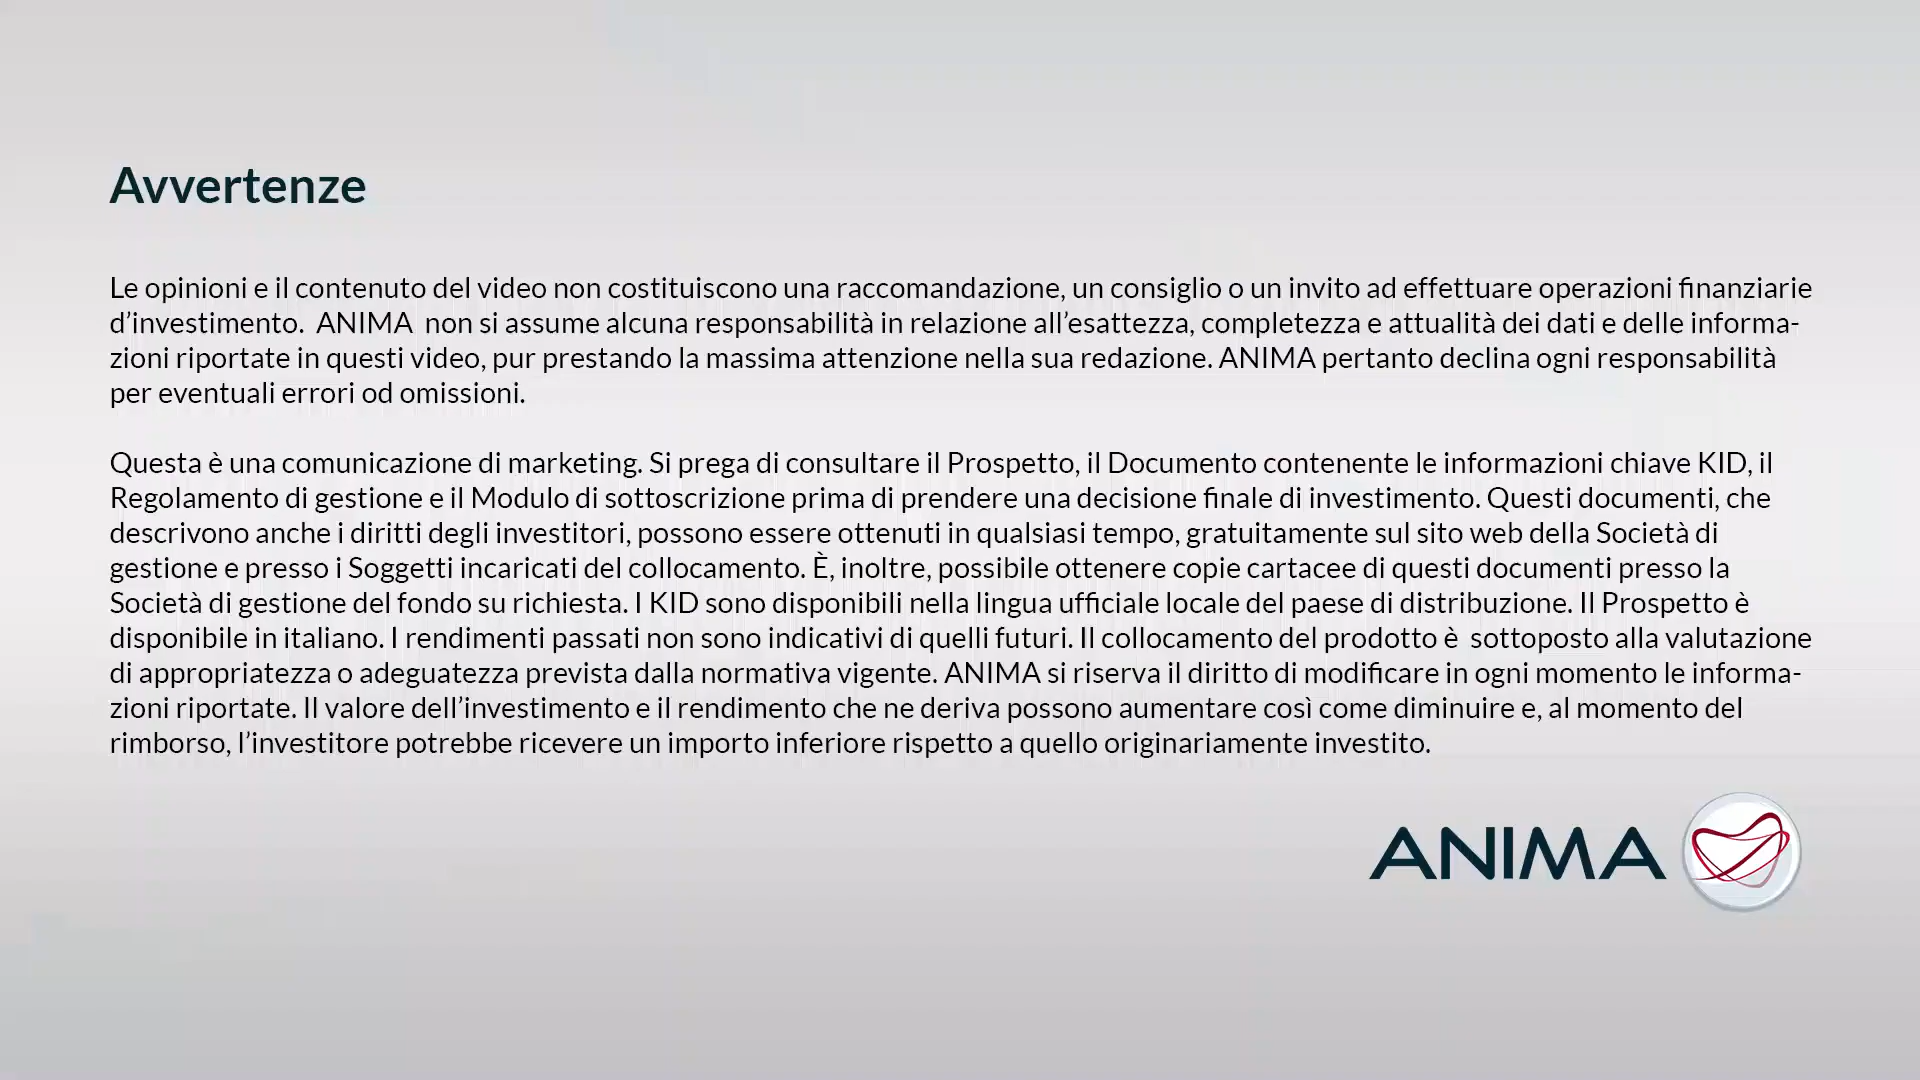 Avvertenze
Le opinioni e il contenuto del video non costituiscono una raccomandazione, un consiglio o un invito ad effettuare operazioni finanziarie
d’investimento.  ANIMA  non si assume alcuna responsabilità in relazione all’esattezza, completezza e attualità dei dati e delle informa-
zioni riportate in questi video, pur prestando la massima attenzione nella sua redazione. ANIMA pertanto declina ogni responsabilità
per eventuali errori od omissioni.
Questa è una comunicazione di marketing. Si prega di consultare il Prospetto, il Documento contenente le informazioni chiave KID, il
Regolamento di gestione e il Modulo di sottoscrizione prima di prendere una decisione finale di investimento. Questi documenti, che
descrivono anche i diritti degli investitori, possono essere ottenuti in qualsiasi tempo, gratuitamente sul sito web della Società di
gestione e presso i Soggetti incaricati del collocamento. È, inoltre, possibile ottenere copie cartacee di questi documenti presso la
Società di gestione del fondo su richiesta. I KID sono disponibili nella lingua ufficiale locale del paese di distribuzione. Il Prospetto è
disponibile in italiano. I rendimenti passati non sono indicativi di quelli futuri. Il collocamento del prodotto è  sottoposto alla valutazione
di appropriatezza o adeguatezza prevista dalla normativa vigente. ANIMA si riserva il diritto di modificare in ogni momento le informa-
zioni riportate. Il valore dell’investimento e il rendimento che ne deriva possono aumentare così come diminuire e, al momento del
rimborso, l’investitore potrebbe ricevere un importo inferiore rispetto a quello originariamente investito.
ANIMA